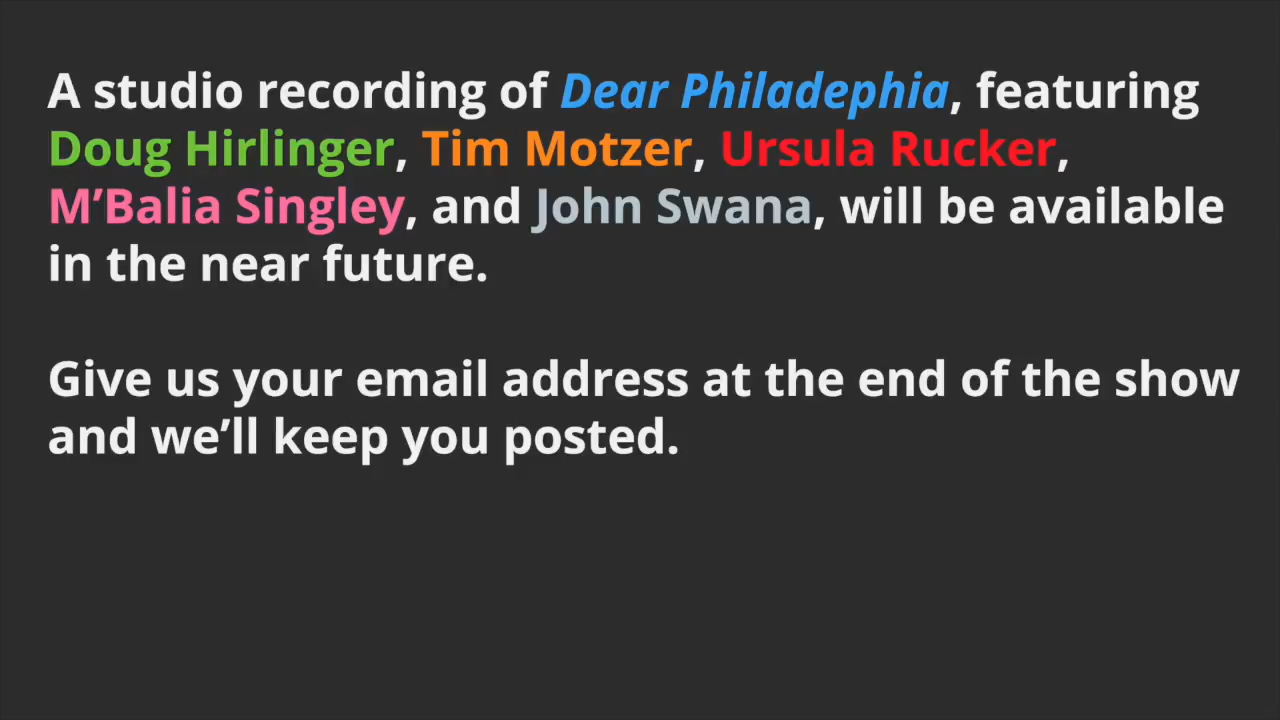 A studio recording of Dear Philadephia, featuring
Doug Hirlinger, Tim Motzer, Ursula Rucker,
M’Balia Singley, and John Swana, will be available
in the near future.
Give us your email address at the end of the show
and we’ll keep you posted.